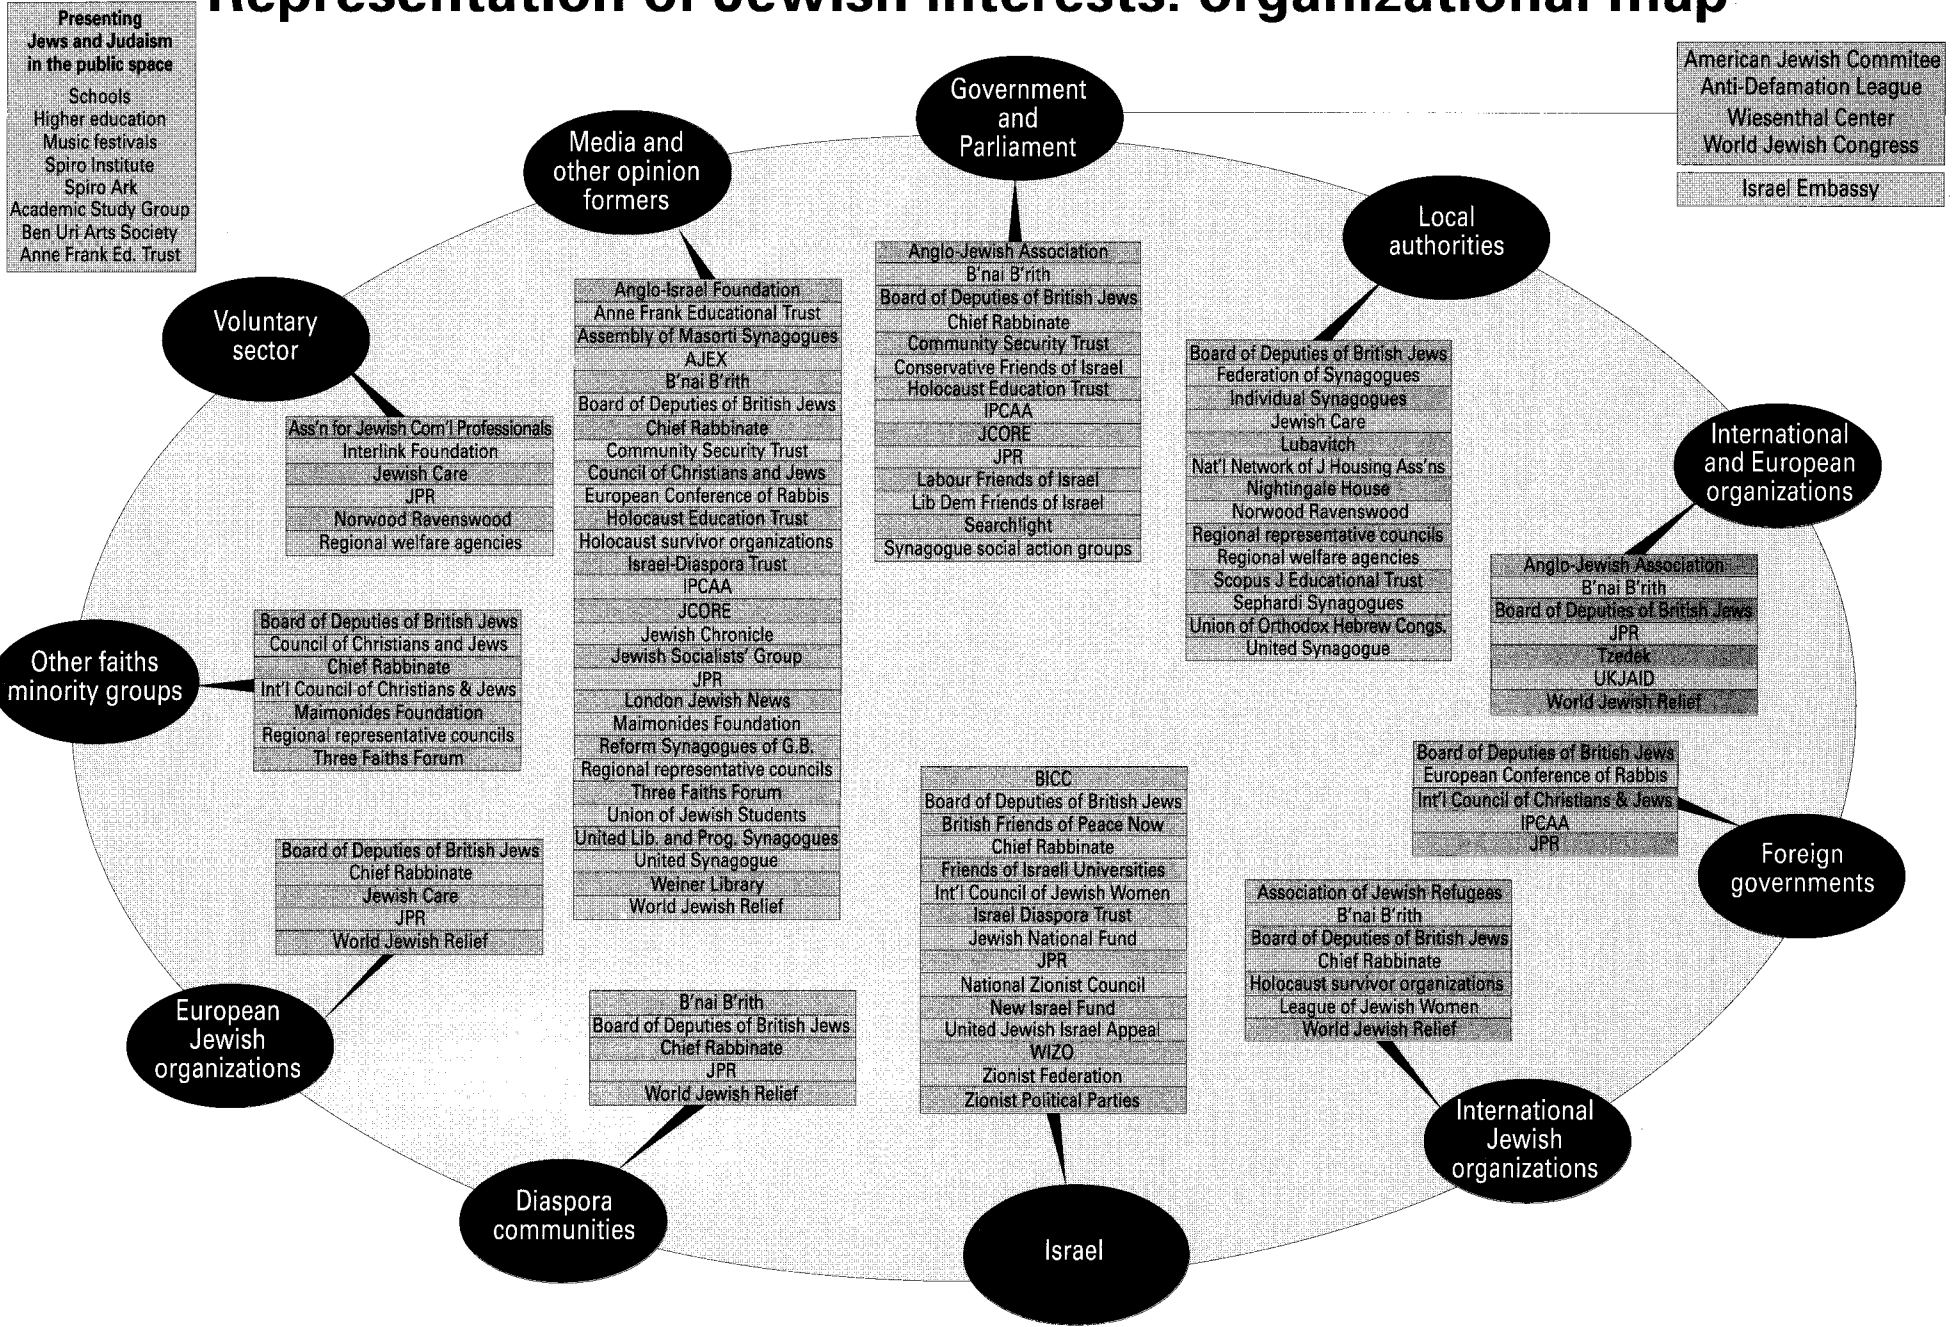 Representation of Jewish interests: organizational map
Presenting
Jews and Judaism
in the public space
Schools
Higher education
Music festivals
Spiro Institute
Spiro Ark
Academic Study Group
Ben Uri Arts Society
Anne Frank Ed. Trust
American Jewish Commitee
Anti-Defamation League
Wiesenthal Center
World Jewish Congress
Israel Embassy
Government
and
Parliament
Anglo-Jewish Association
B'nai B'rith
Board of Deputies of British Jews
Chief Rabbinate
Community Security Trust
Conservative Friends of Israel
Holocaust Education Trust
IPCAA
JCORE
JPR
Labour Friends of Israel
Lib Dem Friends of Israel
Searchlight
Synagogue social action groups
Media and
other opinion
formers
Anglo-Israel Foundation
Anne Frank Educational Trust
Assembly of Masorti Synagogues
AJEX
B'nai B'rith
Board of Deputies of British Jews
Chief Rabbinate
Community Security Trust
Council of Christians and Jews
European Conference of Rabbis
Holocaust Education Trust
Holocaust survivor organizations
Israel-Diaspora Trust
IPCAA
JCORE
Jewish Chronicle
Jewish Socialists' Group
JPR
London Jewish News
Maimonides Foundation
Reform Synagogues of G.B.
Regional representative councils
Three Faiths Forum
Union of Jewish Students
United Lib. and Prog. Synagogues
United Synagogue
Weiner Library
World Jewish Relief
Local
authorities
Board of Deputies of British Jews
Federation of Synagogues
Individual Synagogues
Jewish Care
Lubavitch
Nat'l Network of J Housing Ass'ns
Nightingale House
Norwood Ravenswood
Regional representative councils
Regional welfare agencies
Scopus J Educational Trust
Sephardi Synagogues
Union of Orthodox Hebrew Congs.
United Synagogue
Voluntary
sector
Ass'n for Jewish Com'l Professionals
Interlink Foundation
Jewish Care
JPR
Norwood Ravenswood
Regional welfare agencies
International
and European
organizations
Anglo-Jewish Association
B'nai B'rith
Board of Deputies of British Jews
JPR
Tzedek
UKJAID
World Jewish Relief
Other faiths
minority groups
Board of Deputies of British Jews
Council of Christians and Jews
Chief Rabbinate
Int'l Council of Christians & Jews
Maimonides Foundation
Regional representative councils
Three Faiths Forum
Board of Deputies of British Jews
European Conference of Rabbis
Int'l Council of Christians & Jews
IPCAA
JPR
Foreign
governments
Board of Deputies of British Jews
Chief Rabbinate
Jewish Care
JPR
World Jewish Relief
European
Jewish
organizations
B'nai B'rith
Board of Deputies of British Jews
Chief Rabbinate
JPR
World Jewish Relief
Diaspora
communities
BICC
Board of Deputies of British Jews
British Friends of Peace Now
Chief Rabbinate
Friends of Israeli Universities
Int'l Council of Jewish Women
Israel Diaspora Trust
Jewish National Fund
JPR
National Zionist Council
New Israel Fund
United Jewish Israel Appeal
WIZO
Zionist Federation
Zionist Political Parties
Israel
Association of Jewish Refugees
B'nai B'rith
Board of Deputies of British Jews
Chief Rabbinate
Holocaust survivor organizations
League of Jewish Women
World Jewish Relief
International
Jewish
organizations